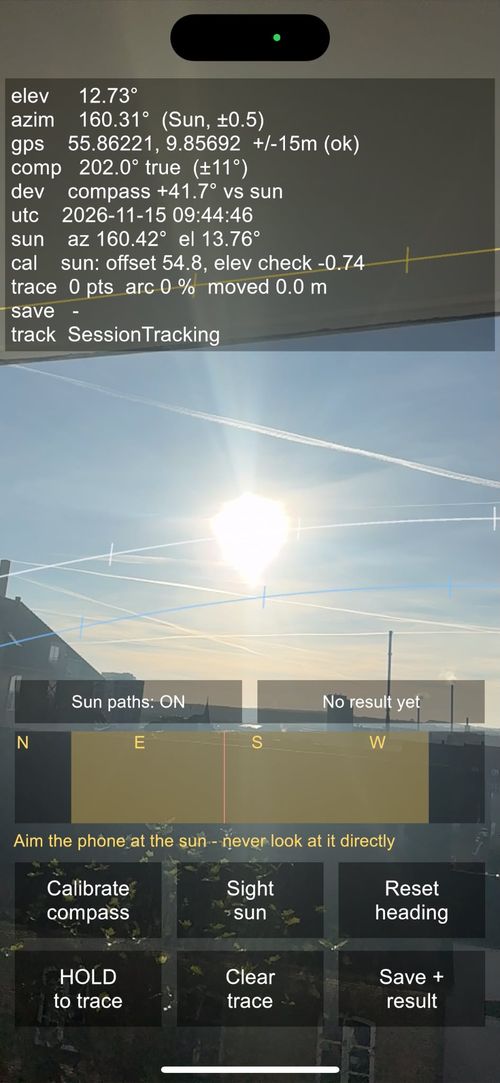 elev 12.73°
azim 160.31° (Sun, ±0.5)
gps 55.86221, 9.85692 +/-15m (ok)
comp 202.0° true (±11°)
dev compass +41.7° vs sun
utc 2026-11-15 09:44:46
sun az 160.42° el 13.76°
cal sun: offset 54.8, elev check -0.74
trace 0 pts arc 0 % moved 0.0 m
save -
track SessionTracking
Sun paths: ON
No result yet
N E S W
Aim the phone at the sun - never look at it directly
Calibrate
compass
Sight
sun
Reset
heading
HOLD
to trace
Clear
trace
Save +
result